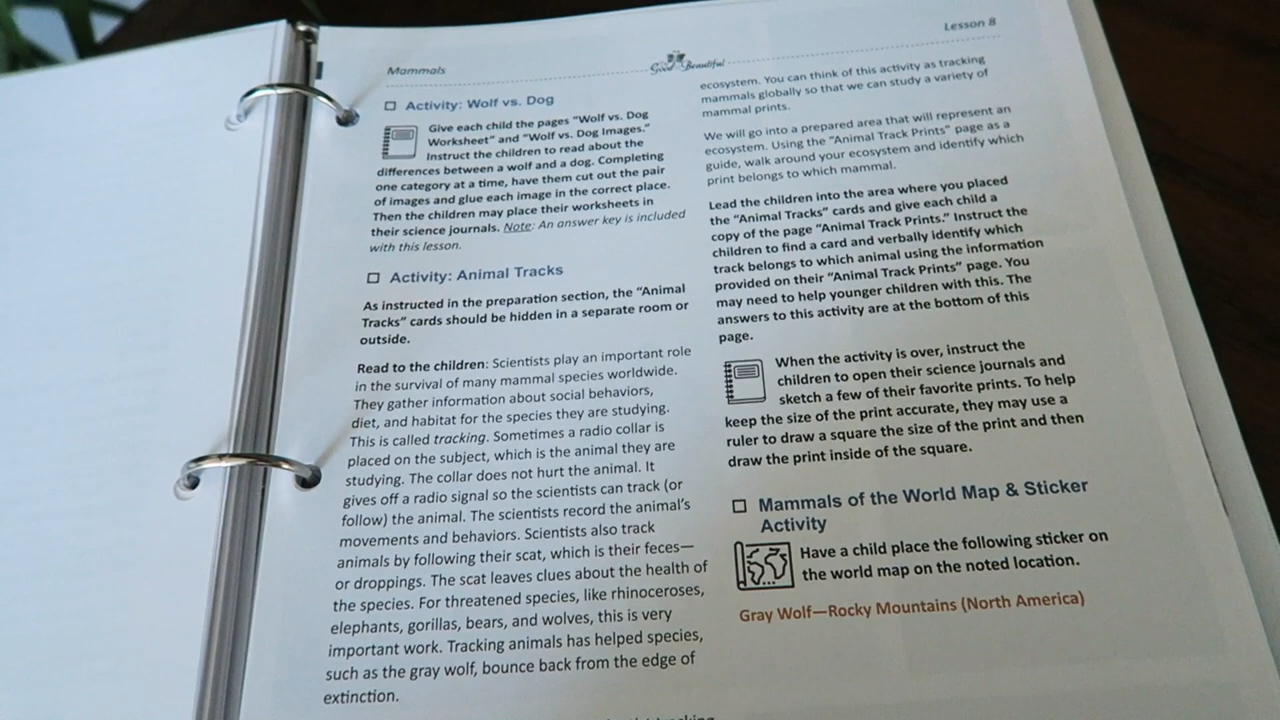 Mammals
Good Beautiful
Lesson 8
Activity: Wolf vs. Dog
Give each child the pages "Wolf vs. Dog
Worksheet" and "Wolf vs. Dog Images."
Instruct the children to read about the
differences between a wolf and a dog. Completing
one category at a time, have them cut out the pair
of images and glue each image in the correct place.
Then the children may place their worksheets in
their science journals. Note: An answer key is included
with this lesson.
Activity: Animal Tracks
As instructed in the preparation section, the "Animal
Tracks" cards should be hidden in a separate room or
outside.
Read to the children: Scientists play an important role
in the survival of many mammal species worldwide.
They gather information about social behaviors,
diet, and habitat for the species they are studying.
This is called tracking. Sometimes a radio collar is
placed on the subject, which is the animal they are
studying. The collar does not hurt the animal. It
gives off a radio signal so the scientists can track (or
follow) the animal. The scientists record the animal's
movements and behaviors. Scientists also track
animals by following their scat, which is their feces—
or droppings. The scat leaves clues about the health of
the species. For threatened species, like rhinoceroses,
elephants, gorillas, bears, and wolves, this is very
important work. Tracking animals has helped species,
such as the gray wolf, bounce back from the edge of
extinction.
ecosystem. You can think of this activity as tracking
mammals globally so that we can study a variety of
mammal prints.
We will go into a prepared area that will represent an
ecosystem. Using the "Animal Track Prints" page as a
guide, walk around your ecosystem and identify which
print belongs to which mammal.
Lead the children into the area where you placed
the "Animal Tracks" cards and give each child a
copy of the page "Animal Track Prints." Instruct the
children to find a card and verbally identify which
track belongs to which animal using the information
provided on their "Animal Track Prints" page. You
may need to help younger children with this. The
answers to this activity are at the bottom of this
page.
When the activity is over, instruct the
children to open their science journals and
sketch a few of their favorite prints. To help
keep the size of the print accurate, they may use a
ruler to draw a square the size of the print and then
draw the print inside of the square.
Mammals of the World Map & Sticker
Activity
Have a child place the following sticker on
the world map on the noted location.
Gray Wolf—Rocky Mountains (North America)